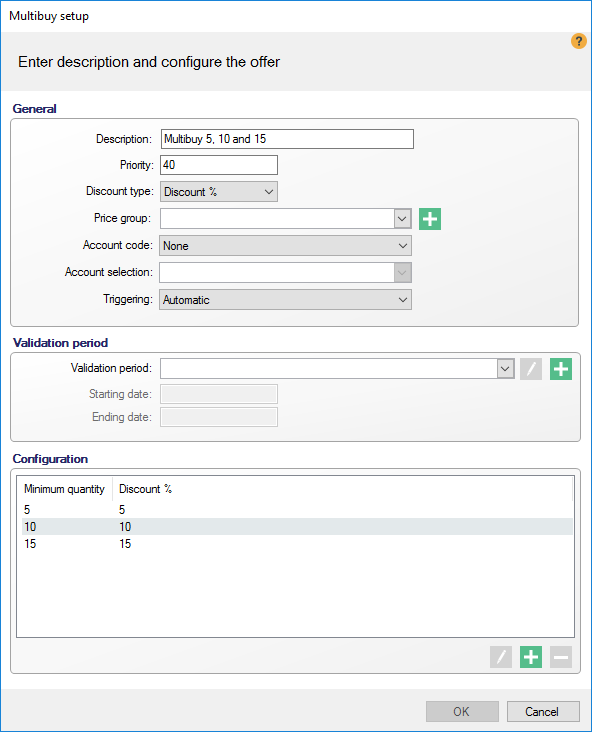 Multibuy setup
?
Enter description and configure the offer
General
Description: Multibuy 5, 10 and 15
Priority: 40
Discount type: Discount %
Price group:
Account code: None
Account selection:
Triggering: Automatic
Validation period
Validation period:
Starting date:
Ending date:
Configuration
Minimum quantity Discount %
5 5
10 10
15 15
OK Cancel